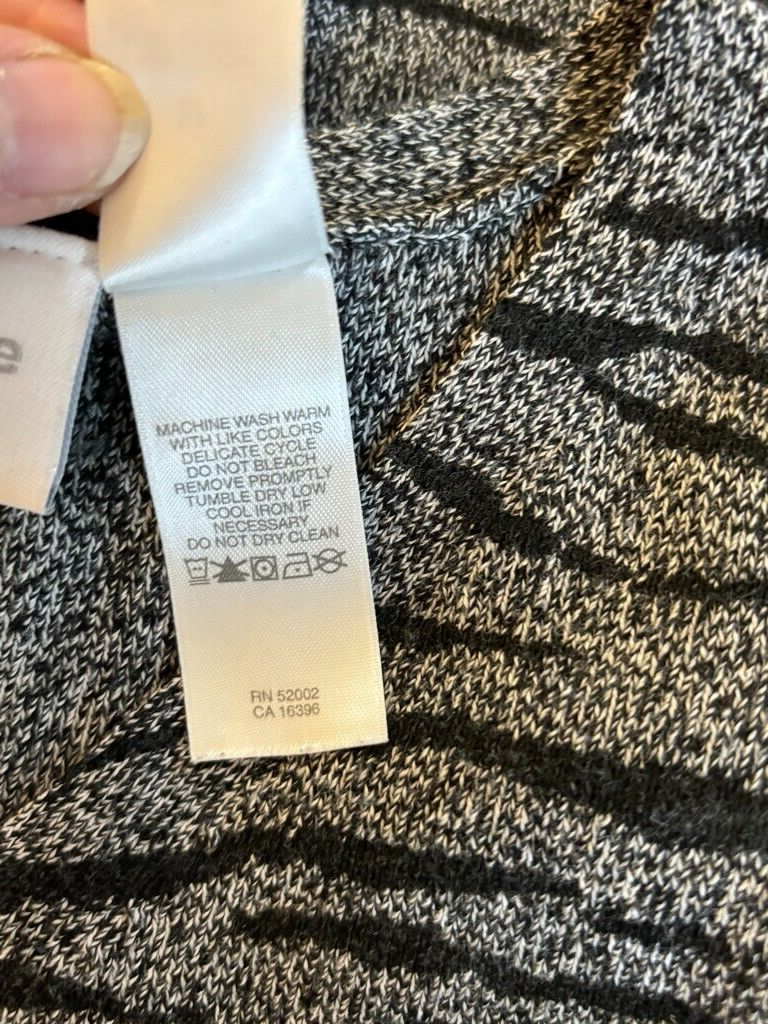 e
MACHINE WASH WARM
WITH LIKE COLORS
DELICATE CYCLE
DO NOT BLEACH
REMOVE PROMPTLY
TUMBLE DRY LOW
COOL IRON IF
NECESSARY
DO NOT DRY CLEAN
RN 52002
CA 16396